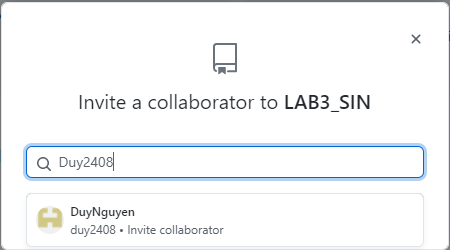 Invite a collaborator to LAB3_SIN
Duy2408
DuyNguyen
duy2408 • Invite collaborator